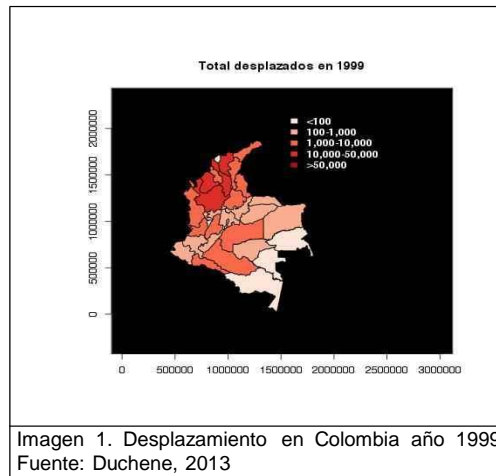 Total desplazados en 1999
<100
100-1,000
1,000-10,000
10,000-50,000
>50,000
2000000
1500000
1000000
500000
0
0 500000 1000000 1500000 2000000 2500000 3000000
Imagen 1. Desplazamiento en Colombia año 1999
Fuente: Duchene, 2013